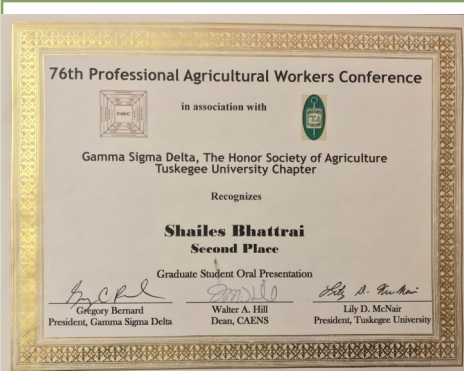 76th Professional Agricultural Workers Conference
PAWC
in association with
Gamma Sigma Delta, The Honor Society of Agriculture
Tuskegee University Chapter
Recognizes
Shailes Bhattrai
Second Place
Graduate Student Oral Presentation
Gregory Bernard
President, Gamma Sigma Delta
Walter A. Hill
Dean, CAENS
Lily D. McNair
President, Tuskegee University